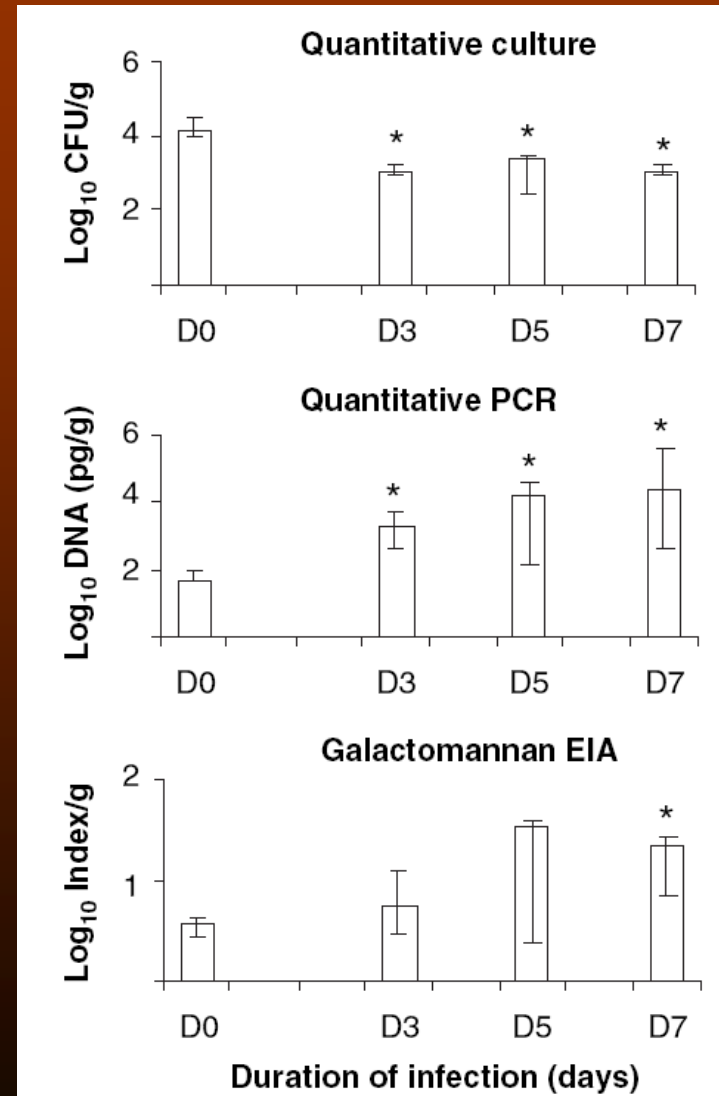 Quantitative culture
Log10 CFU/g
6
4
2
* * *
D0 D3 D5 D7
Quantitative PCR
Log10 DNA (pg/g)
6
4
2
* * *
D0 D3 D5 D7
Galactomannan EIA
Log10 Index/g
2
1
*
D0 D3 D5 D7
Duration of infection (days)